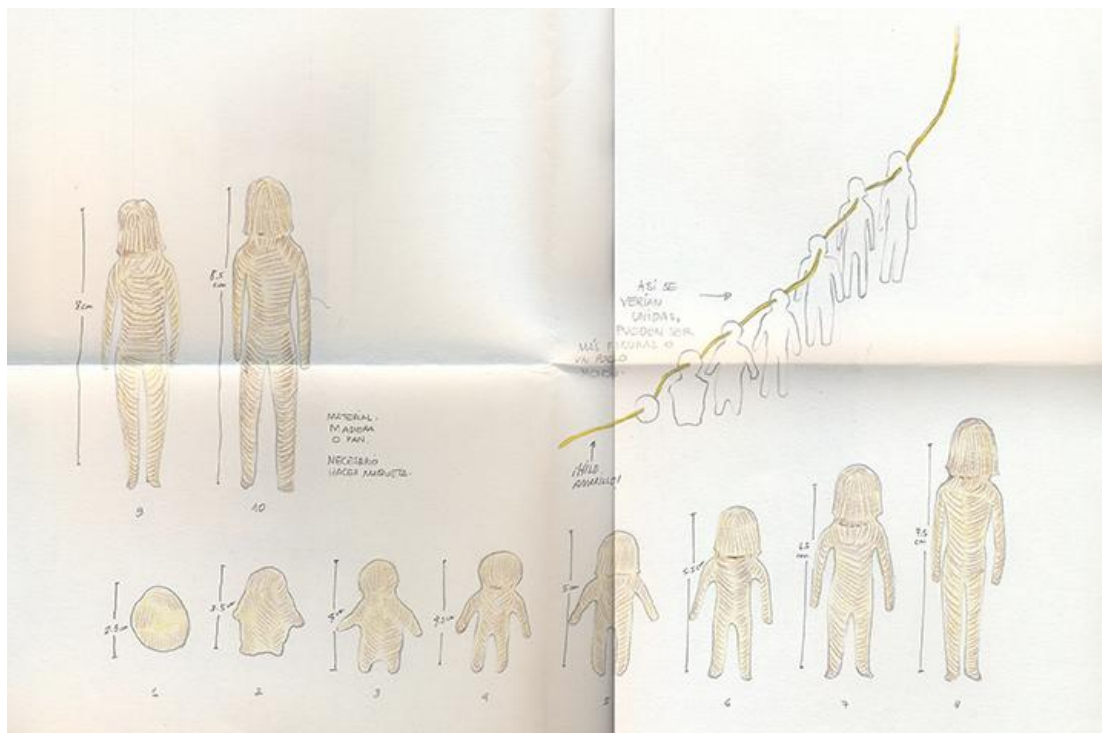 8cm
8.5
cm
ASÍ SE
VERÍAN
UNIDAS,
PUEDEN SER
MÁS FIGURAS O
UN POCO
MENOS.
MATERIAL.
MADERA
O PAN.
NECESARIO
HACER MAQUETA.
¡HILO
AMARILLO!
9
10
2.5cm
3.5cm
4.5cm
5cm
5.5cm
6.5
cm
7.5
cm
1
2
3
4
5
6
7
8